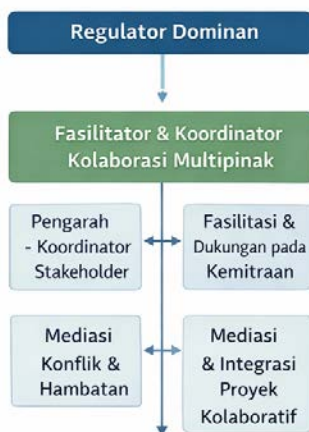 Regulator Dominan
Fasilitator & Koordinator
Kolaborasi Multipinak
Pengarah
- Koordinator
Stakeholder
Fasilitasi &
Dukungan pada
Kemitraan
Mediasi
Konflik &
Hambatan
Mediasi
& Integrasi
Proyek
Kolaboratif